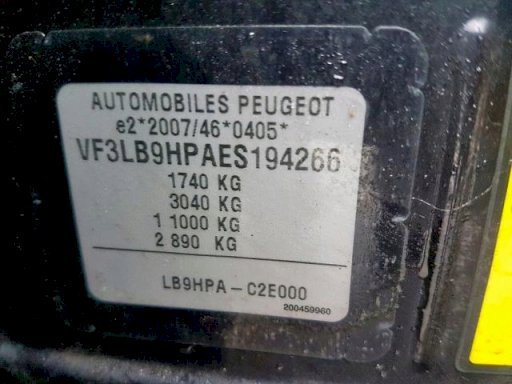 AUTOMOBILES PEUGEOT
e2*2007/46*0405*
VF3LB9HPAES194266
1740 KG
3040 KG
1 1000 KG
2 890 KG
LB9HPA - C2E000
200459960